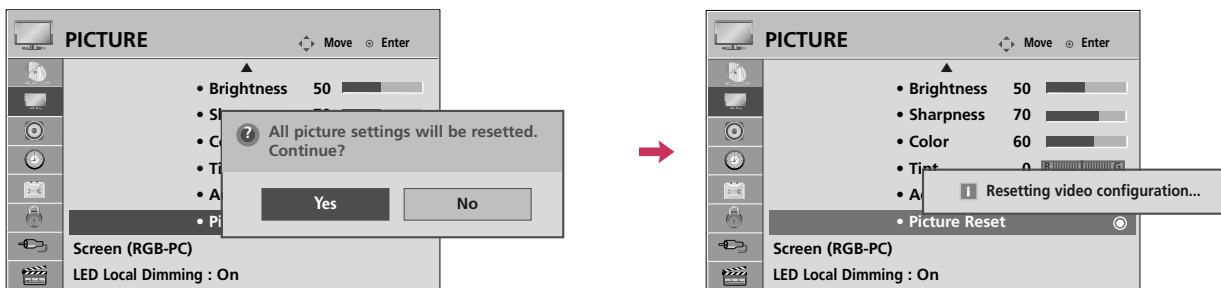 PICTURE
Move
Enter
• Brightness 50
All picture settings will be resetted.
Continue?
Yes
No
Screen (RGB-PC)
LED Local Dimming : On
PICTURE
Move
Enter
• Brightness 50
• Sharpness 70
• Color 60
• Tint 0 R G
i Resetting video configuration...
• Picture Reset
Screen (RGB-PC)
LED Local Dimming : On